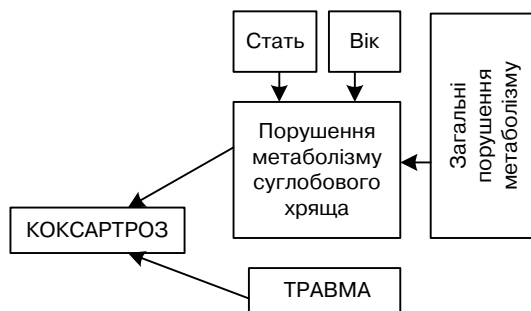 Стать
Вік
Загальні
порушення
метаболізму
Порушення
метаболізму
суглобового
хряща
КОКСАРТРОЗ
ТРАВМА